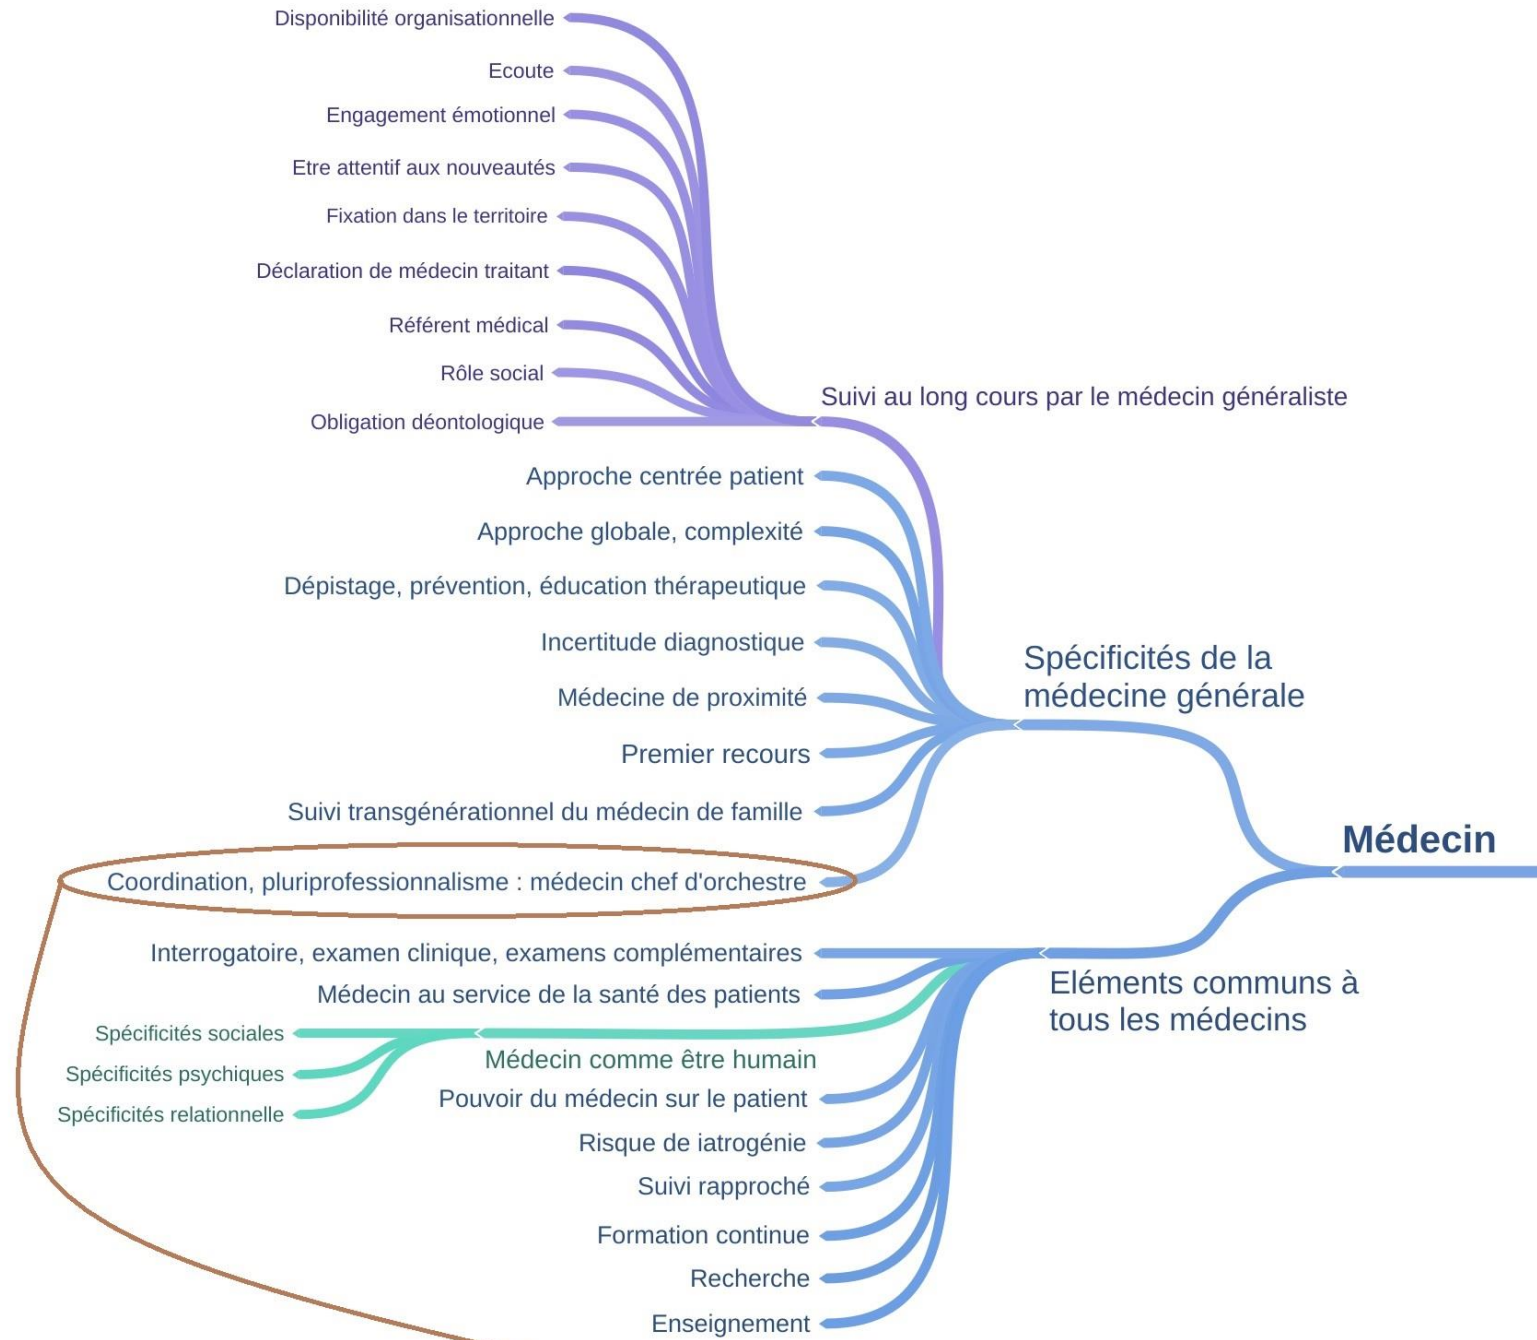 Disponibilité organisationnelle
Ecoute
Engagement émotionnel
Etre attentif aux nouveautés
Fixation dans le territoire
Déclaration de médecin traitant
Référent médical
Rôle social
Obligation déontologique
Suivi au long cours par le médecin généraliste
Approche centrée patient
Approche globale, complexité
Dépistage, prévention, éducation thérapeutique
Incertitude diagnostique
Médecine de proximité
Premier recours
Suivi transgénérationnel du médecin de famille
Coordination, pluriprofessionnalisme : médecin chef d'orchestre
Spécificités de la
médecine générale
Médecin
Interrogatoire, examen clinique, examens complémentaires
Médecin au service de la santé des patients
Spécificités sociales
Spécificités psychiques
Spécificités relationnelle
Médecin comme être humain
Pouvoir du médecin sur le patient
Risque de iatrogénie
Suivi rapproché
Formation continue
Recherche
Enseignement
Eléments communs à
tous les médecins